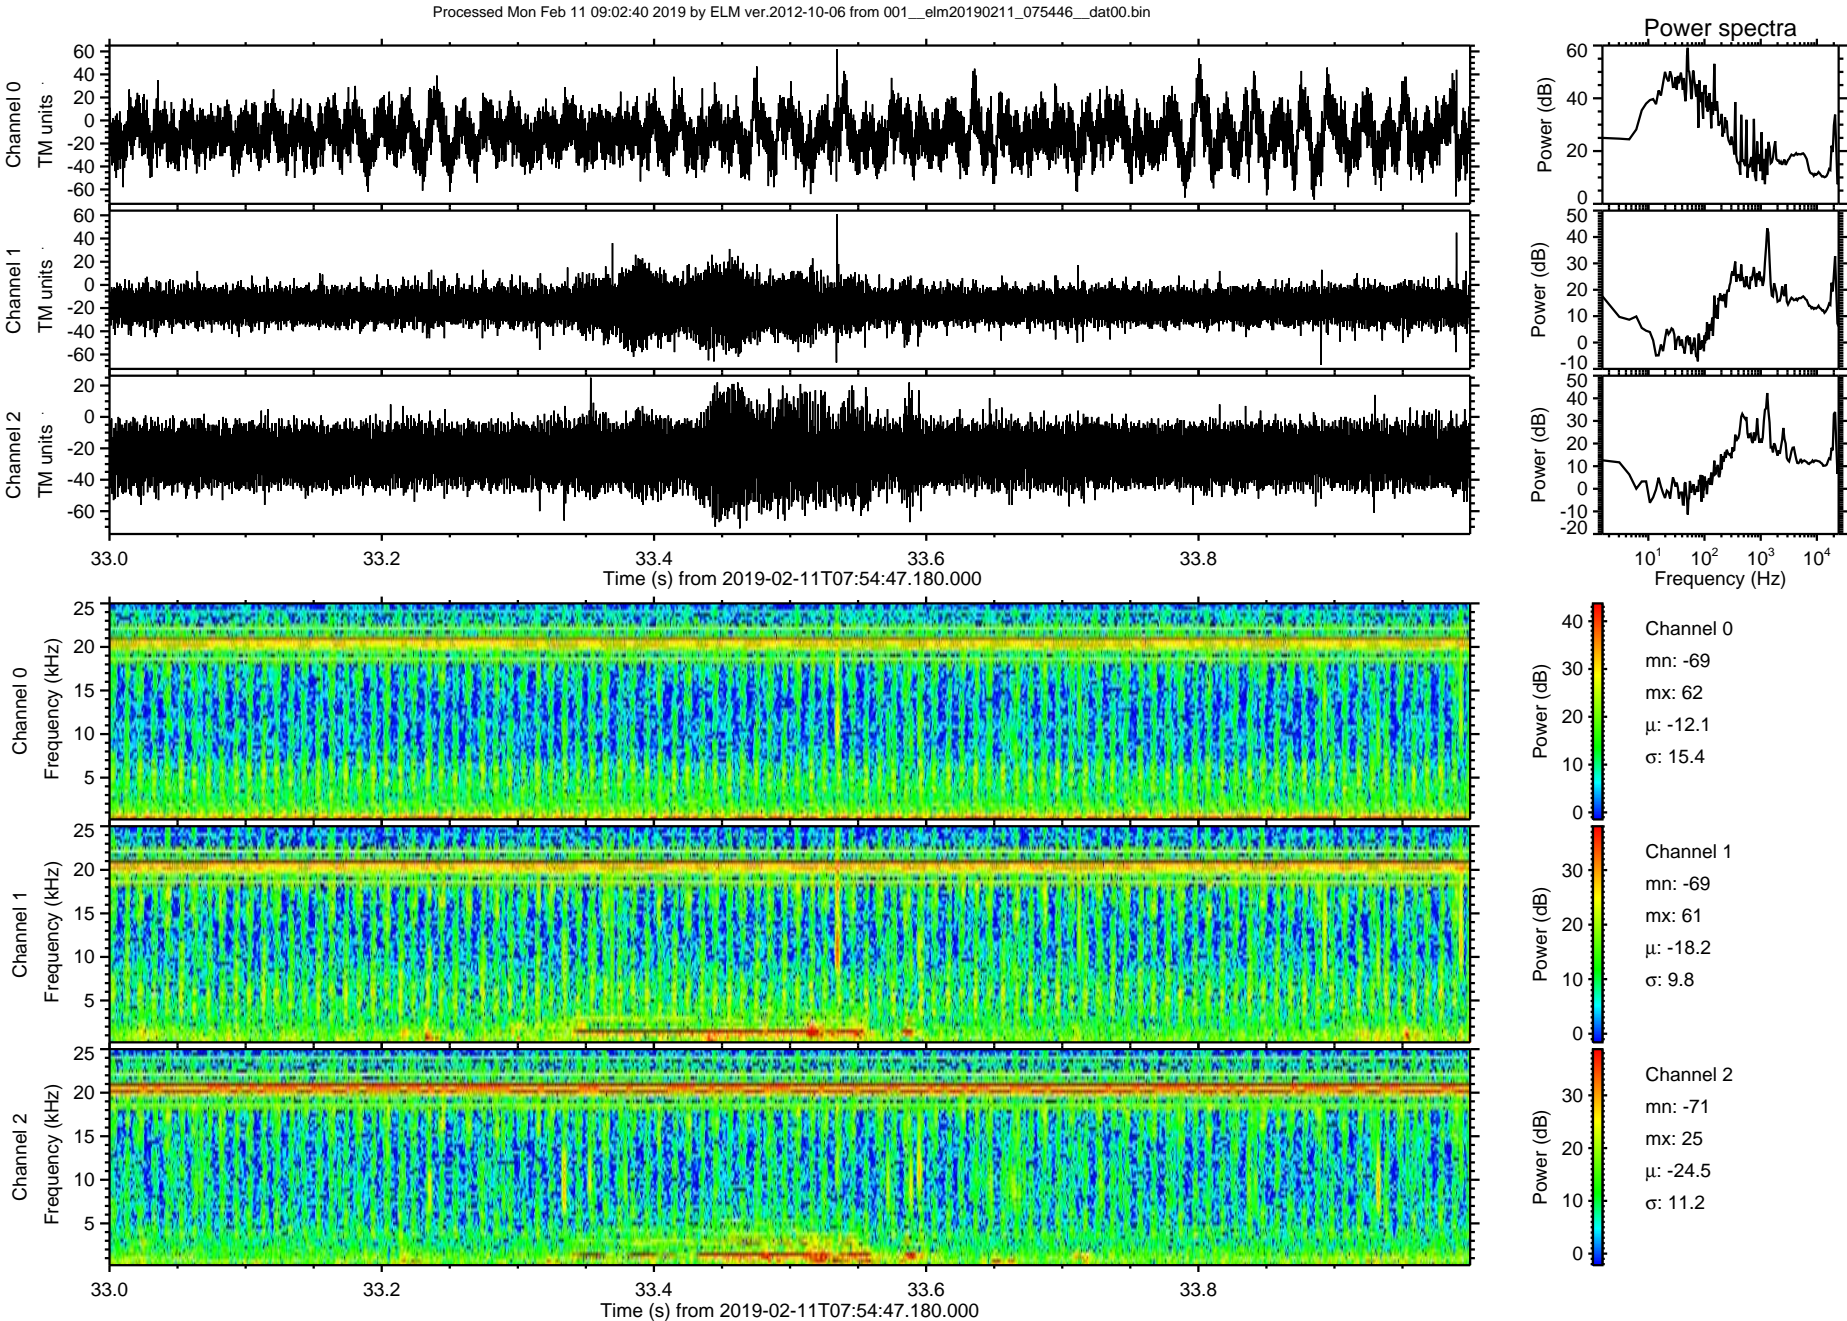 Processed Mon Feb 11 09:02:40 2019 by ELM ver.2012-10-06 from 001__elm20190211_075446__dat00.bin
Power spectra
Channel 0
TM units
60
40
20
0
-20
-40
-60
Power (dB)
60
40
20
0
Channel 1
TM units
60
40
20
0
-20
-40
-60
Power (dB)
50
40
30
20
10
0
-10
Channel 2
TM units
20
0
-20
-40
-60
Power (dB)
50
40
30
20
10
0
-10
-20
33.0 33.2 33.4 33.6 33.8
Time (s) from 2019-02-11T07:54:47.180.000
10¹ 10² 10³ 10⁴
Frequency (Hz)
Channel 0
Frequency (kHz)
25
20
15
10
5
Power (dB)
40
30
20
10
0
Channel 0
mn: -69
mx: 62
μ: -12.1
σ: 15.4
Channel 1
Frequency (kHz)
25
20
15
10
5
Power (dB)
30
20
10
0
Channel 1
mn: -69
mx: 61
μ: -18.2
σ: 9.8
Channel 2
Frequency (kHz)
25
20
15
10
5
Power (dB)
30
20
10
0
Channel 2
mn: -71
mx: 25
μ: -24.5
σ: 11.2
33.0 33.2 33.4 33.6 33.8
Time (s) from 2019-02-11T07:54:47.180.000